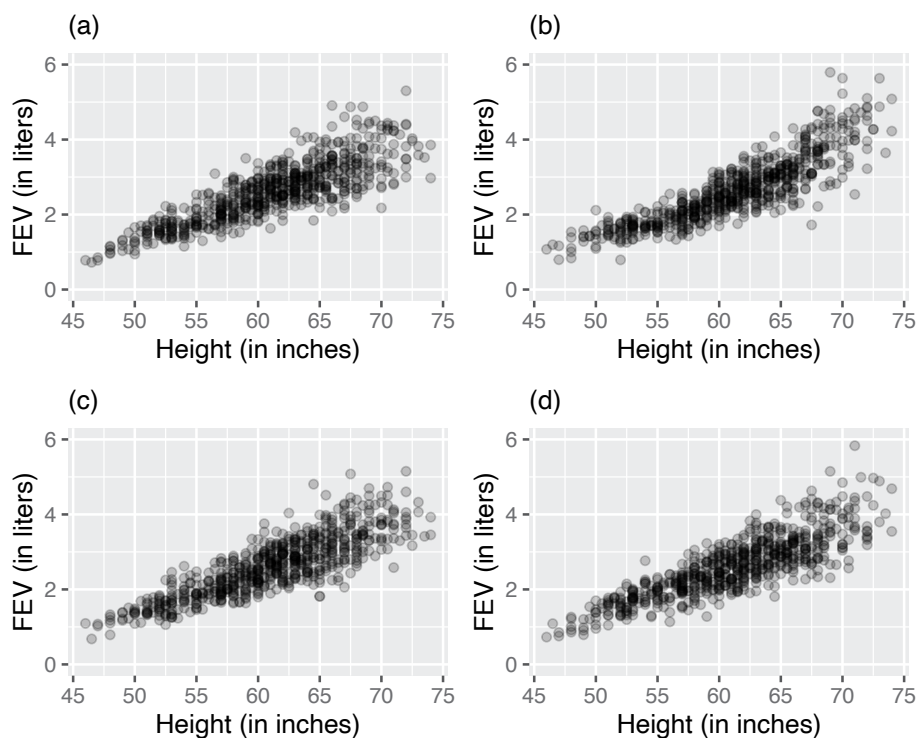 (a) (b)
6 6
4 4
2 2
0 0
45 50 55 60 65 70 75 45 50 55 60 65 70 75
Height (in inches) Height (in inches)
FEV (in liters) FEV (in liters)
(c) (d)
6 6
4 4
2 2
0 0
45 50 55 60 65 70 75 45 50 55 60 65 70 75
Height (in inches) Height (in inches)
FEV (in liters) FEV (in liters)